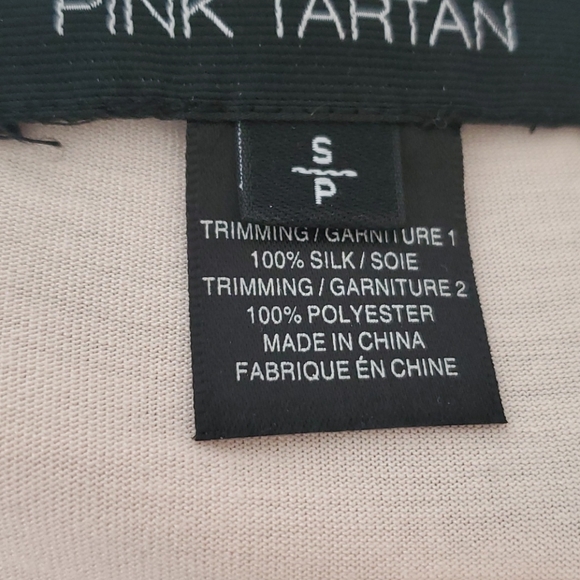 PINK TARTAN
S
P
TRIMMING / GARNITURE 1
100% SILK / SOIE
TRIMMING / GARNITURE 2
100% POLYESTER
MADE IN CHINA
FABRIQUE ÉN CHINE